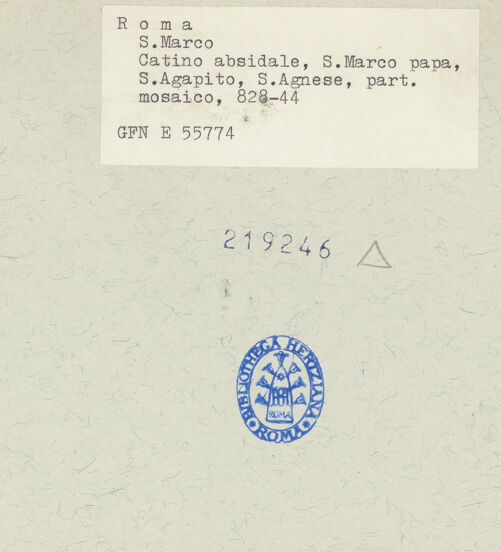 R o m a
S.Marco
Catino absidale, S.Marco papa,
S.Agapito, S.Agnese, part.
mosaico, 828-44
GFN E 55774
219246
BIBLIOTHECA HERTZIANA
ROMA
ROMA